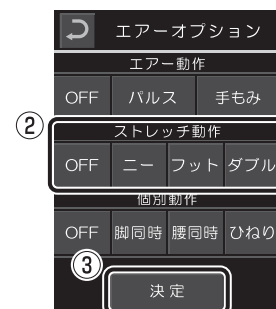 エアーオプション
エアー動作
OFF パルス 手もみ
②
ストレッチ動作
OFF ニー フット ダブル
個別動作
OFF 脚同時 腰同時 ひねり
③
決定